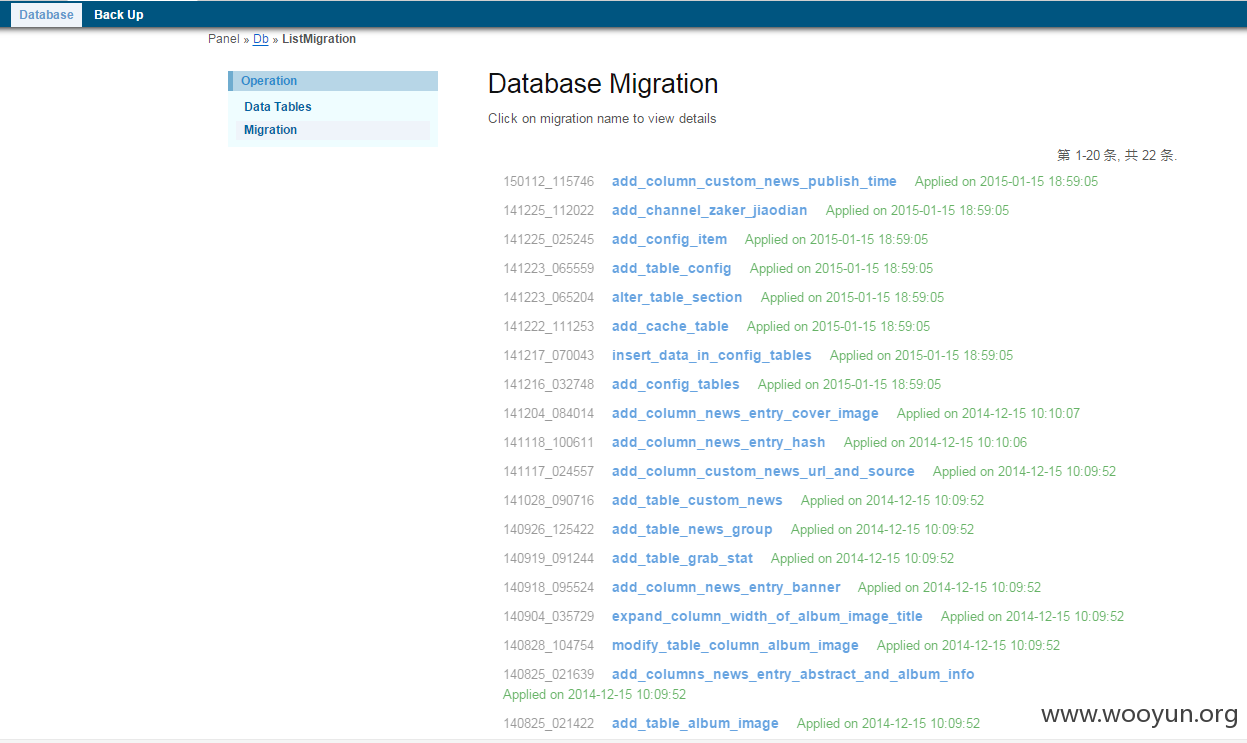 Database Back Up
Panel » Db » ListMigration
Operation
Data Tables
Migration
Database Migration
Click on migration name to view details
第 1-20 条, 共 22 条.
150112_115746 add_column_custom_news_publish_time Applied on 2015-01-15 18:59:05
141225_112022 add_channel_zaker_jiaodian Applied on 2015-01-15 18:59:05
141225_025245 add_config_item Applied on 2015-01-15 18:59:05
141223_065559 add_table_config Applied on 2015-01-15 18:59:05
141223_065204 alter_table_section Applied on 2015-01-15 18:59:05
141222_111253 add_cache_table Applied on 2015-01-15 18:59:05
141217_070043 insert_data_in_config_tables Applied on 2015-01-15 18:59:05
141216_032748 add_config_tables Applied on 2015-01-15 18:59:05
141204_084014 add_column_news_entry_cover_image Applied on 2014-12-15 10:10:07
141118_100611 add_column_news_entry_hash Applied on 2014-12-15 10:10:06
141117_024557 add_column_custom_news_url_and_source Applied on 2014-12-15 10:09:52
141028_090716 add_table_custom_news Applied on 2014-12-15 10:09:52
140926_125422 add_table_news_group Applied on 2014-12-15 10:09:52
140919_091244 add_table_grab_stat Applied on 2014-12-15 10:09:52
140918_095524 add_column_news_entry_banner Applied on 2014-12-15 10:09:52
140904_035729 expand_column_width_of_album_image_title Applied on 2014-12-15 10:09:52
140828_104754 modify_table_column_album_image Applied on 2014-12-15 10:09:52
140825_021639 add_columns_news_entry_abstract_and_album_info
Applied on 2014-12-15 10:09:52
140825_021422 add_table_album_image Applied on 2014-12-15 10:09:52
www.wooyun.org